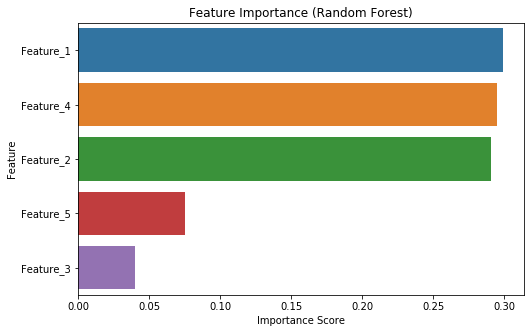 Feature Importance (Random Forest)
Feature
Feature_1
Feature_4
Feature_2
Feature_5
Feature_3
0.00 0.05 0.10 0.15 0.20 0.25 0.30
Importance Score